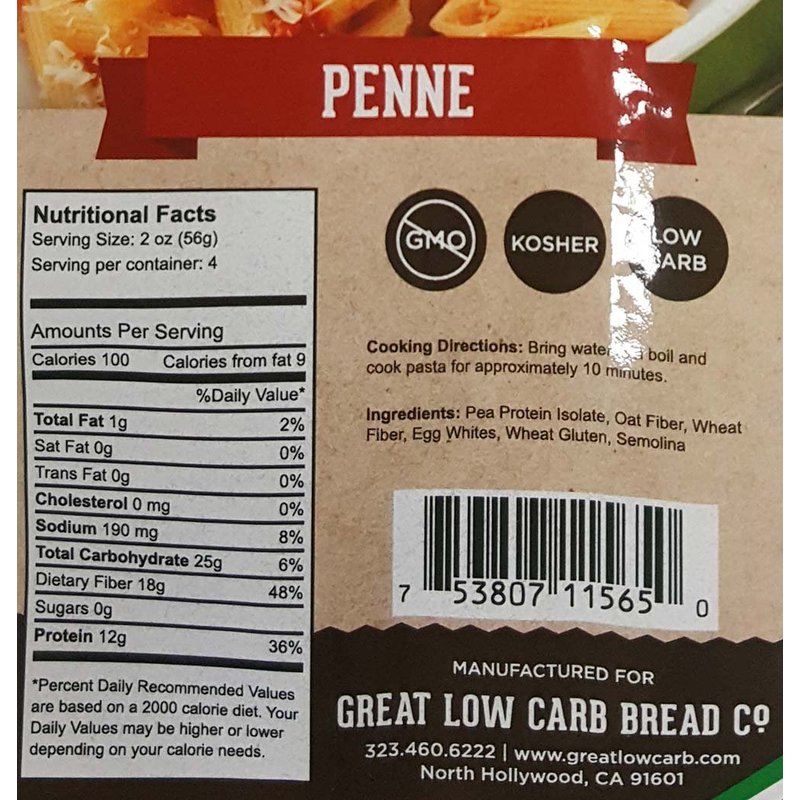 PENNE
Nutritional Facts
Serving Size: 2 oz (56g)
Serving per container: 4
Amounts Per Serving
Calories 100 Calories from fat 9
%Daily Value*
Total Fat 1g 2%
Sat Fat 0g 0%
Trans Fat 0g 0%
Cholesterol 0 mg 0%
Sodium 190 mg 8%
Total Carbohydrate 25g 6%
Dietary Fiber 18g 48%
Sugars 0g
Protein 12g 36%
*Percent Daily Recommended Values
are based on a 2000 calorie diet. Your
Daily Values may be higher or lower
depending on your calorie needs.
GMO
KOSHER
LOW
CARB
Cooking Directions: Bring water boil and
cook pasta for approximately 10 minutes.
Ingredients: Pea Protein Isolate, Oat Fiber, Wheat
Fiber, Egg Whites, Wheat Gluten, Semolina
7 53807 11565 0
MANUFACTURED FOR
GREAT LOW CARB BREAD Cº
323.460.6222 | www.greatlowcarb.com
North Hollywood, CA 91601